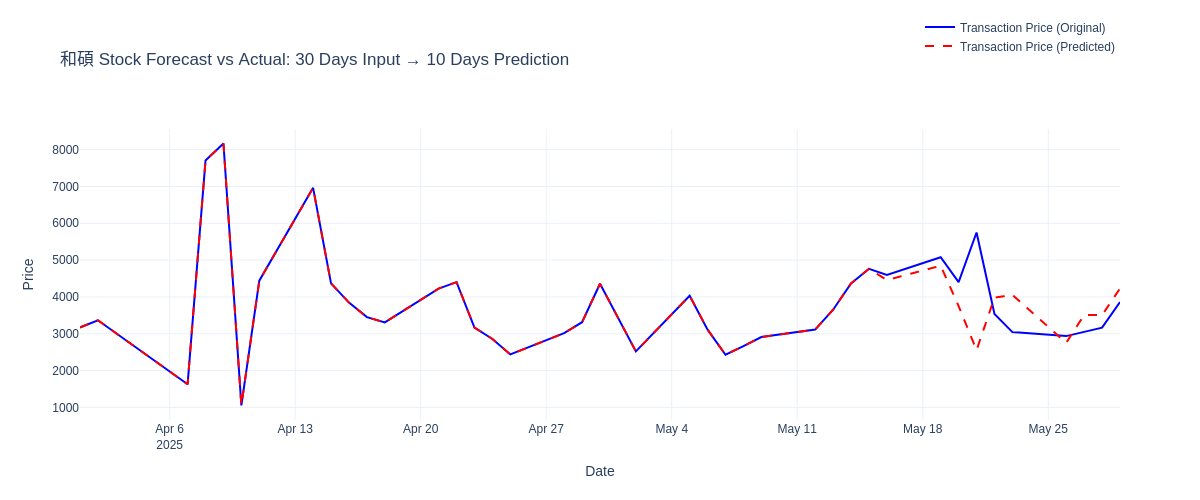 Transaction Price (Original)
Transaction Price (Predicted)
和碩 Stock Forecast vs Actual: 30 Days Input → 10 Days Prediction
8000
7000
6000
5000
4000
3000
2000
1000
Price
Apr 6
2025
Apr 13
Apr 20
Apr 27
May 4
May 11
May 18
May 25
Date